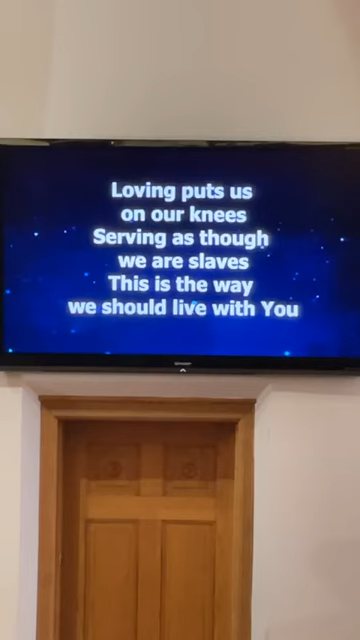 Loving puts us
on our knees
Serving as though
we are slaves
This is the way
we should live with You
SHARP